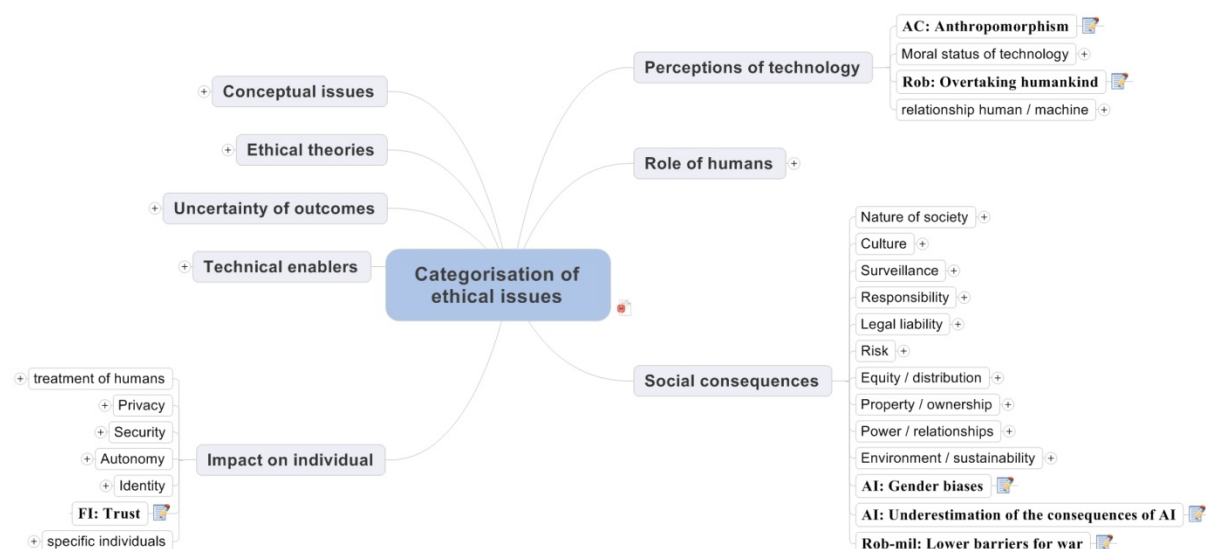 Categorisation of
ethical issues
Conceptual issues
Ethical theories
Uncertainty of outcomes
Technical enablers
Impact on individual
treatment of humans
Privacy
Security
Autonomy
Identity
FI: Trust
specific individuals
Perceptions of technology
AC: Anthropomorphism
Moral status of technology
Rob: Overtaking humankind
relationship human / machine
Role of humans
Social consequences
Nature of society
Culture
Surveillance
Responsibility
Legal liability
Risk
Equity / distribution
Property / ownership
Power / relationships
Environment / sustainability
AI: Gender biases
AI: Underestimation of the consequences of AI
Rob-mil: Lower barriers for war